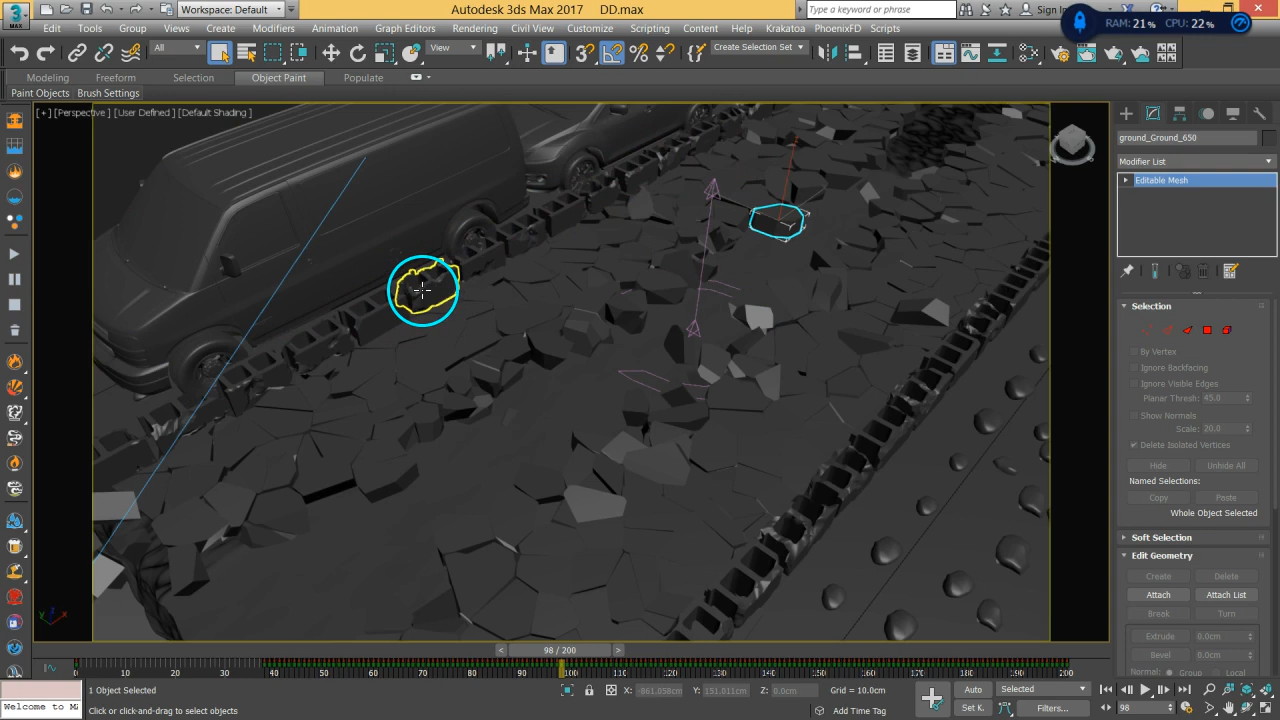 3
MAX
Workspace: Default
Autodesk 3ds Max 2017 DD.max
Type a keyword or phrase
Sign In
RAM: 21 % CPU: 22 %
Edit Tools Group Views Create Modifiers Animation Graph Editors Rendering Civil View Customize Scripting Content Help Krakatoa PhoenixFD Scripts
All View Create Selection Set
Modeling Freeform Selection Object Paint Populate
Paint Objects Brush Settings
[ + ] [Perspective ] [User Defined ] [Default Shading ]
ground_Ground_650
Modifier List
Editable Mesh
Selection
By Vertex
Ignore Backfacing
Ignore Visible Edges
Planar Thresh: 45.0
Show Normals
Scale: 20.0
Delete Isolated Vertices
Hide Unhide All
Named Selections:
Copy Paste
Whole Object Selected
Soft Selection
Edit Geometry
Create Delete
Attach Attach List
Break Turn
Extrude 0.0cm
Bevel 0.0cm
Normal: Group Local
98 / 200
0 10 20 30 40 50 60 70 80 90 100 110 120 130 140 150 160 170 180 190 200
1 Object Selected
X: -861.058cm Y: 151.011cm Z: 0.0cm Grid = 10.0cm
Auto Selected
Welcome to M
Click or click-and-drag to select objects
Add Time Tag
Set K. Filters... 98